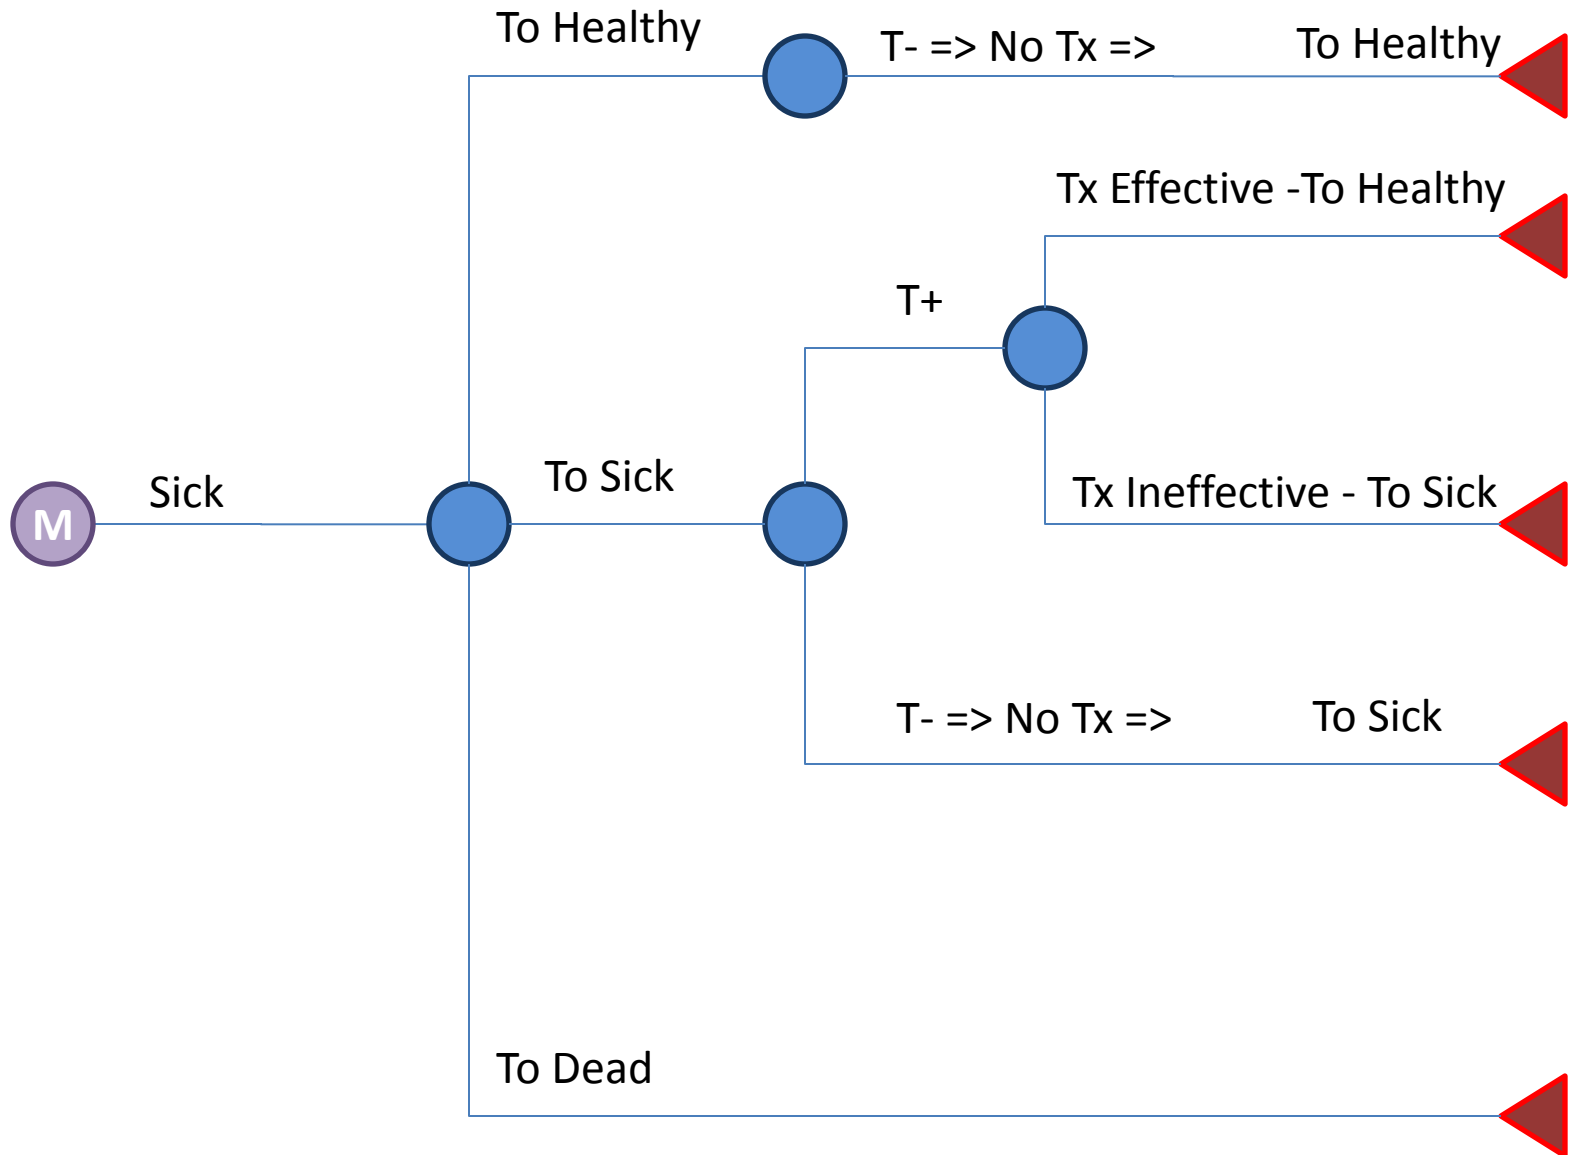 To Healthy
T- => No Tx =>
To Healthy
Tx Effective -To Healthy
T+
Sick
To Sick
Tx Ineffective - To Sick
M
T- => No Tx =>
To Sick
To Dead